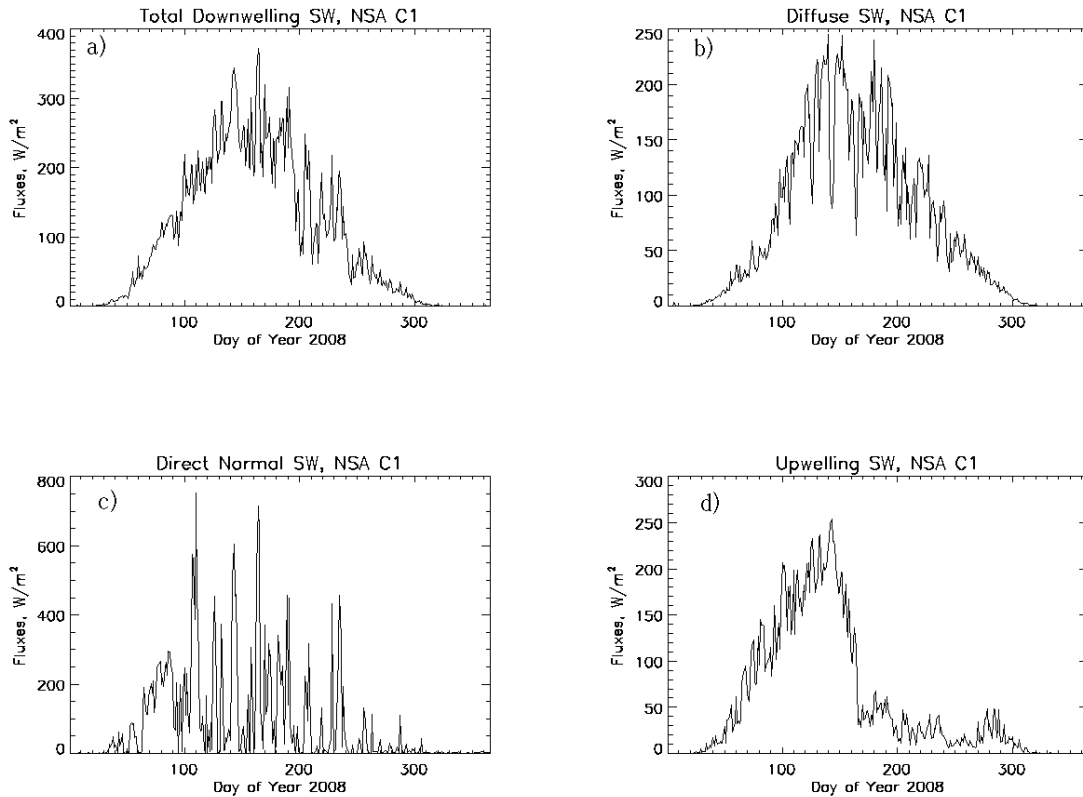 Total Downwelling SW, NSA C1
a)
400
300
200
100
0
Fluxes, W/m²
100 200 300
Day of Year 2008
Diffuse SW, NSA C1
b)
250
200
150
100
50
0
Fluxes, W/m²
100 200 300
Day of Year 2008
Direct Normal SW, NSA C1
c)
800
600
400
200
0
Fluxes, W/m²
100 200 300
Day of Year 2008
Upwelling SW, NSA C1
d)
300
250
200
150
100
50
0
Fluxes, W/m²
100 200 300
Day of Year 2008